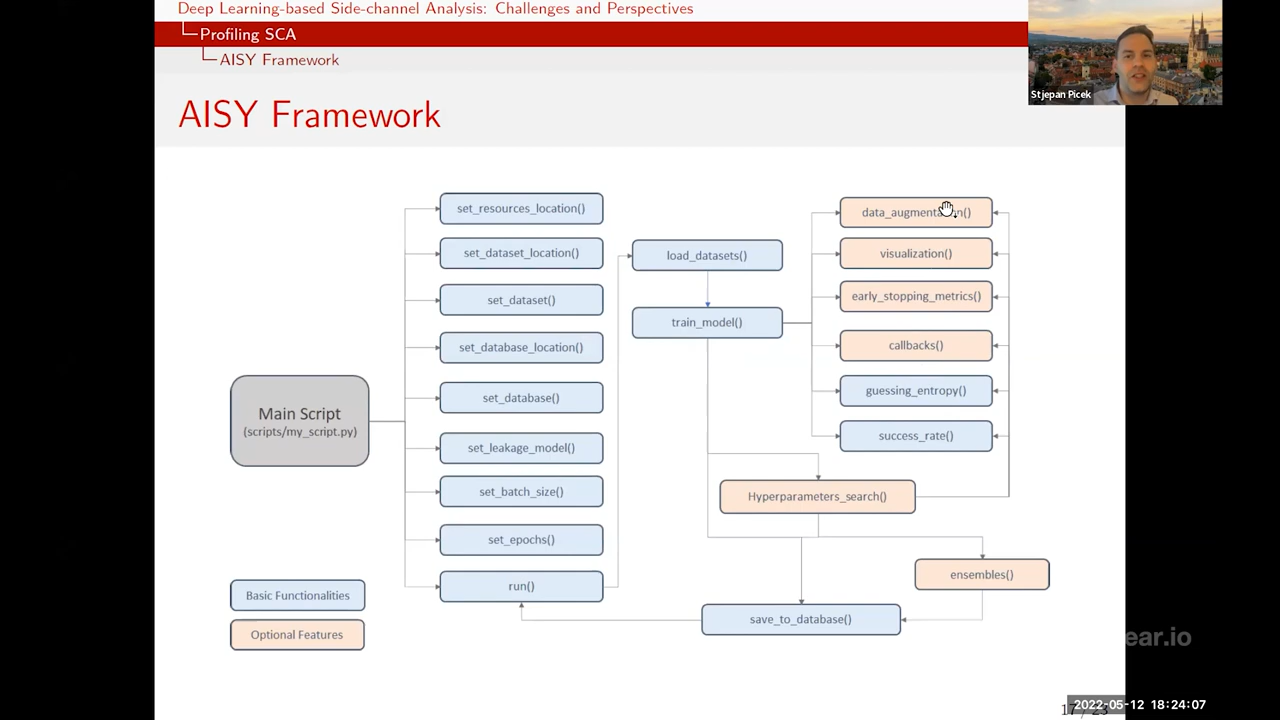 Deep Learning-based Side-channel Analysis: Challenges and Perspectives
Profiling SCA
AISY Framework
AISY Framework
Stjepan Picek
Main Script
(scripts/my_script.py)
set_resources_location()
set_dataset_location()
set_dataset()
set_database_location()
set_database()
set_leakage_model()
set_batch_size()
set_epochs()
run()
load_datasets()
train_model()
visualization()
early_stopping_metrics()
callbacks()
guessing_entropy()
success_rate()
Hyperparameters_search()
ensembles()
save_to_database()
Basic Functionalities
Optional Features
ear.io
2022-05-12 18:24:07